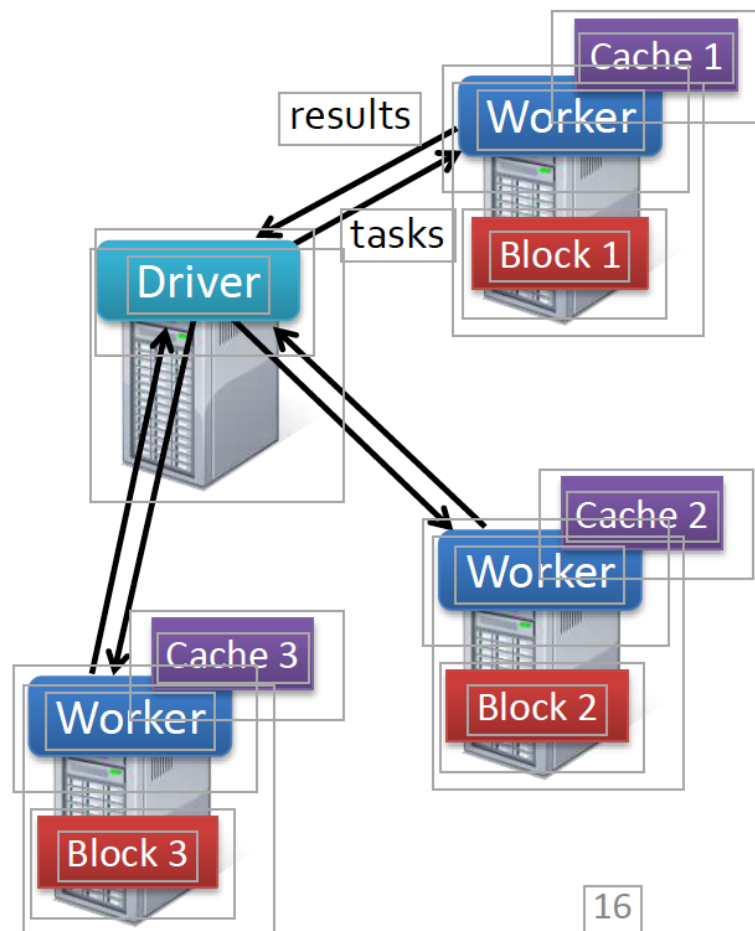 Cache 1
Worker
results
tasks
Block 1
Driver
Cache 2
Worker
Block 2
Cache 3
Worker
Block 3
16